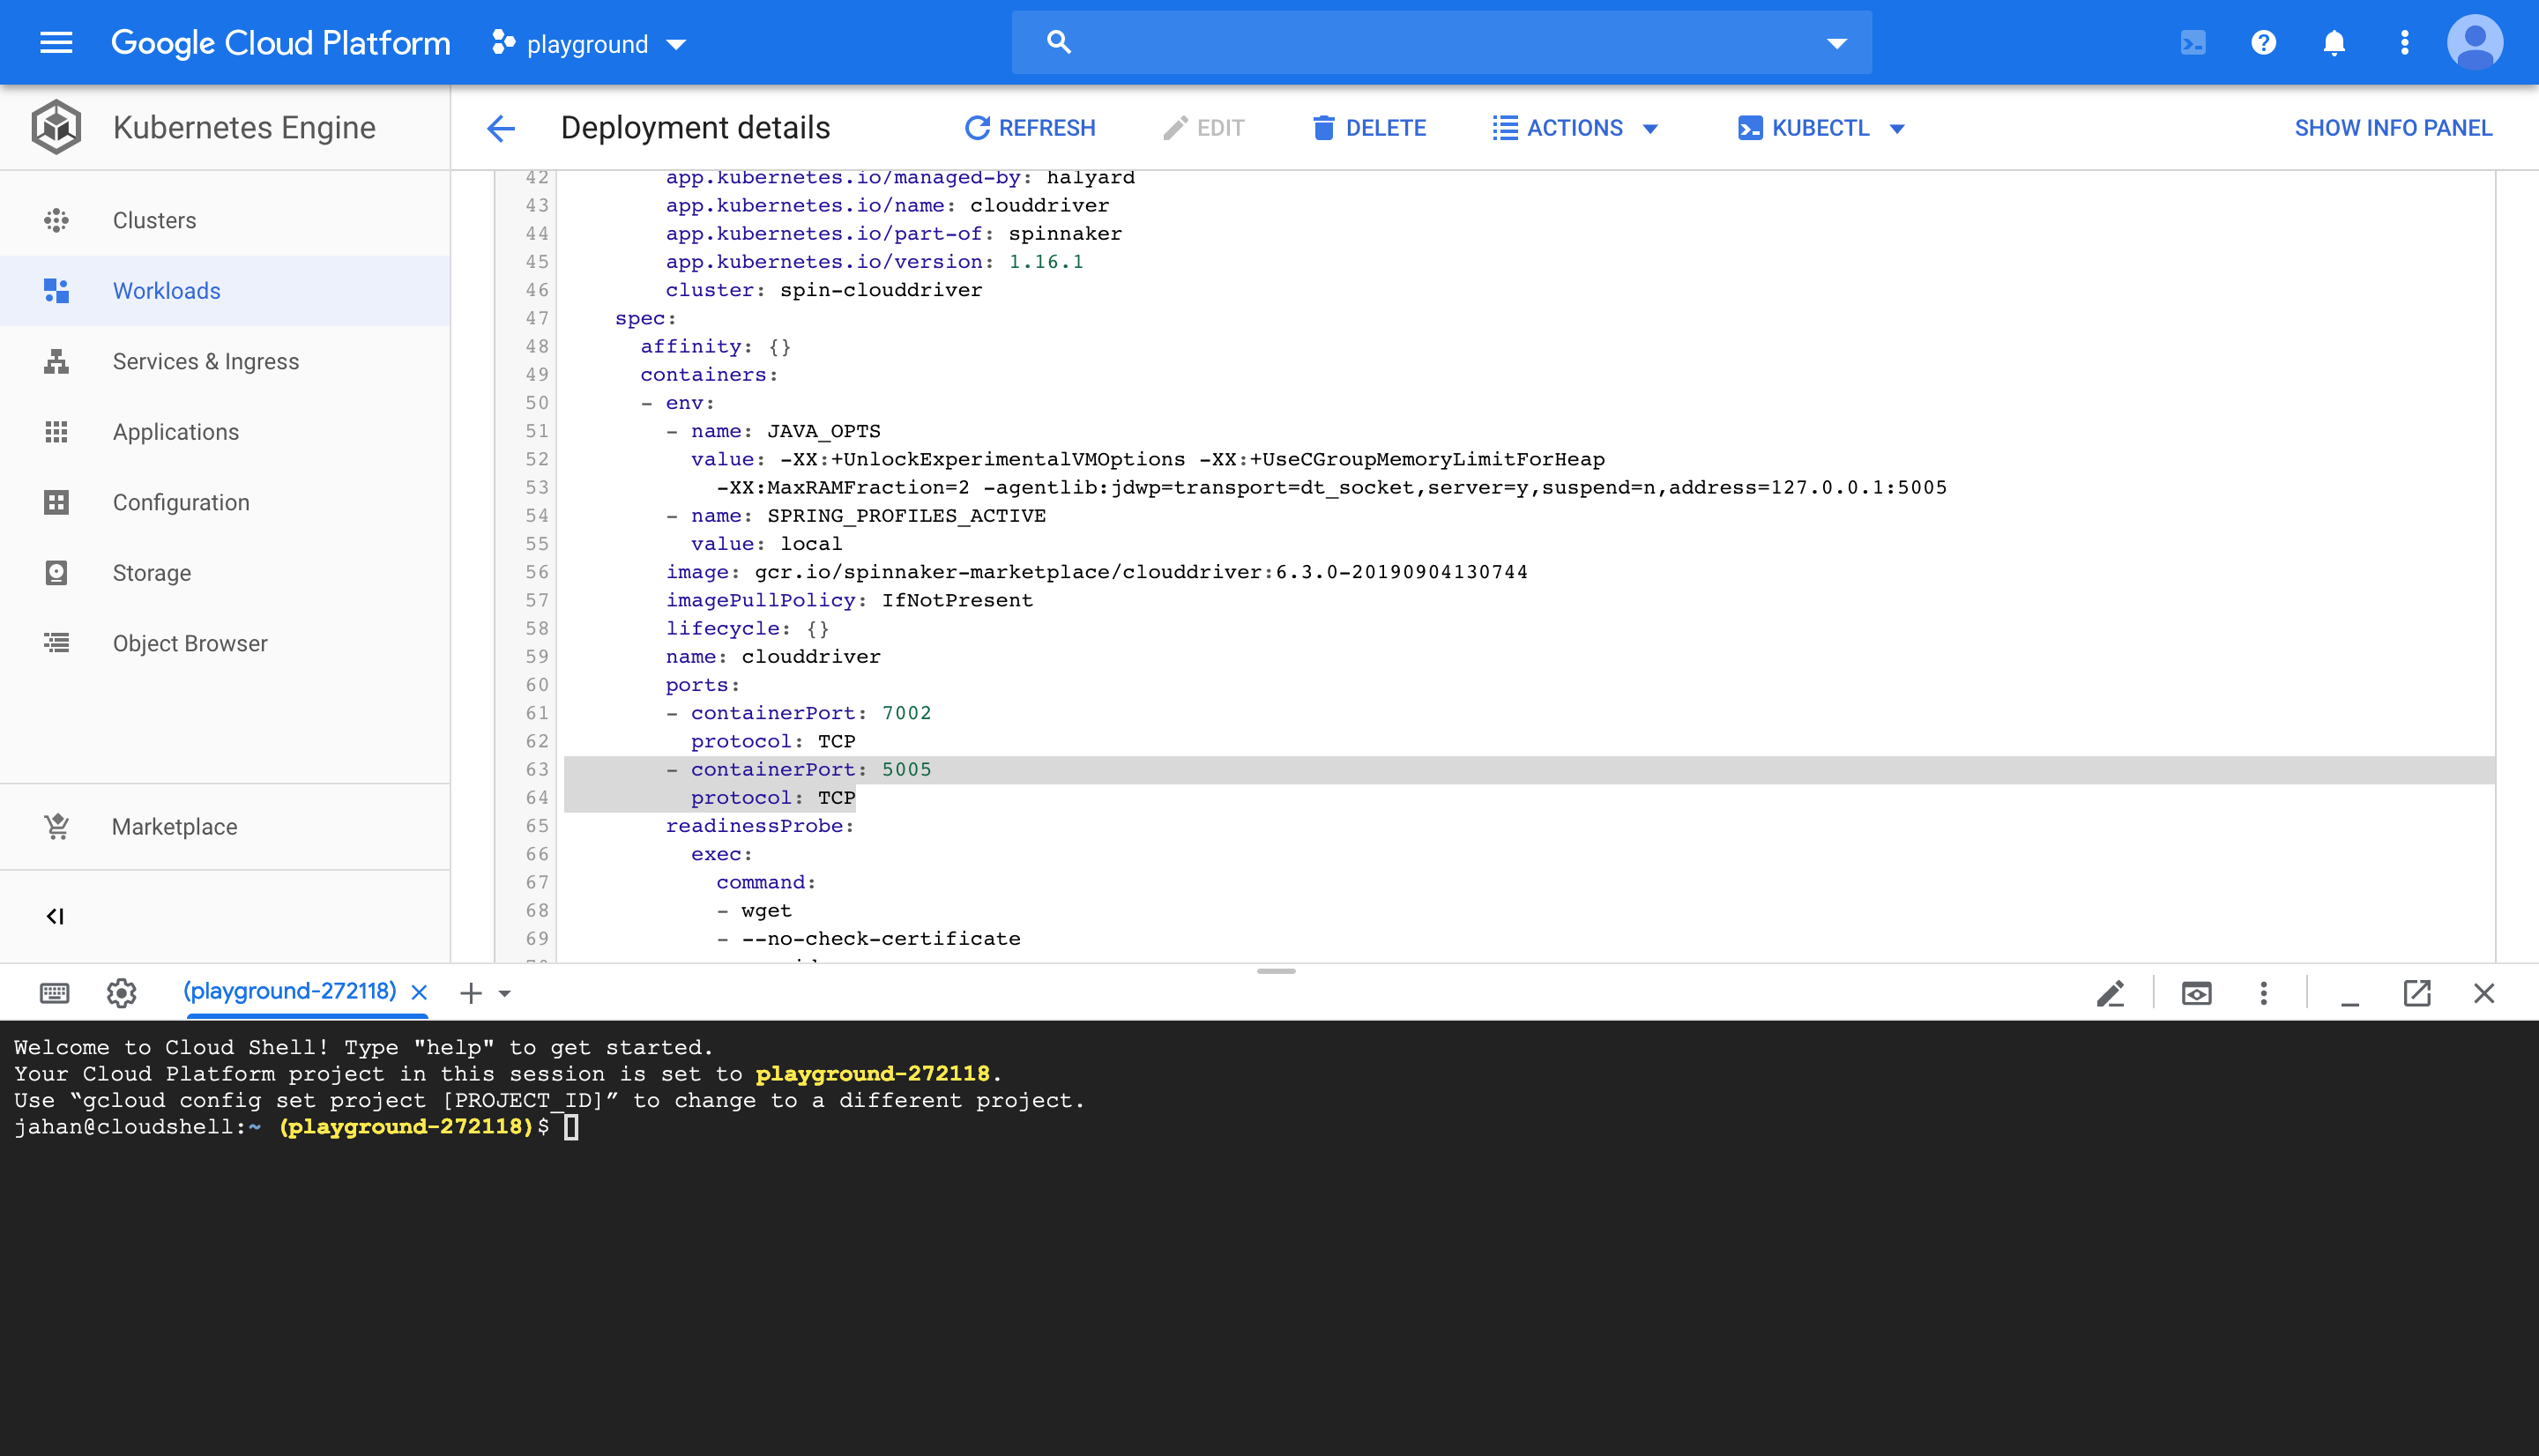 Google Cloud Platform
playground
Kubernetes Engine
Deployment details
REFRESH
EDIT
DELETE
ACTIONS
KUBECTL
SHOW INFO PANEL
Clusters
Workloads
Services & Ingress
Applications
Configuration
Storage
Object Browser
Marketplace
42 app.kubernetes.io/managed-by: halyard
43 app.kubernetes.io/name: clouddriver
44 app.kubernetes.io/part-of: spinnaker
45 app.kubernetes.io/version: 1.16.1
46 cluster: spin-clouddriver
47 spec:
48 affinity: {}
49 containers:
50 - env:
51 - name: JAVA_OPTS
52 value: -XX:+UnlockExperimentalVMOptions -XX:+UseCGroupMemoryLimitForHeap
53 -XX:MaxRAMFraction=2 -agentlib:jdwp=transport=dt_socket,server=y,suspend=n,address=127.0.0.1:5005
54 - name: SPRING_PROFILES_ACTIVE
55 value: local
56 image: gcr.io/spinnaker-marketplace/clouddriver:6.3.0-20190904130744
57 imagePullPolicy: IfNotPresent
58 lifecycle: {}
59 name: clouddriver
60 ports:
61 - containerPort: 7002
62 protocol: TCP
63 - containerPort: 5005
64 protocol: TCP
65 readinessProbe:
66 exec:
67 command:
68 - wget
69 - --no-check-certificate
(playground-272118)
Welcome to Cloud Shell! Type "help" to get started.
Your Cloud Platform project in this session is set to playground-272118.
Use “gcloud config set project [PROJECT_ID]” to change to a different project.
jahan@cloudshell:~ (playground-272118)$